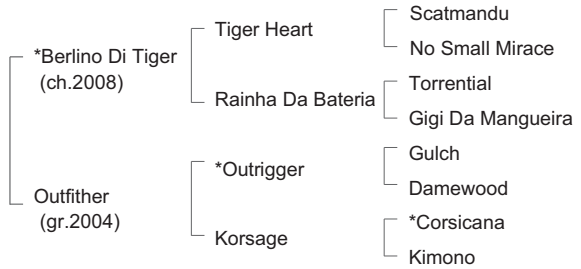 Scatmandu
Tiger Heart
No Small Mirace
*Berlino Di Tiger
(ch.2008)
Torrential
Rainha Da Bateria
Gigi Da Mangueira
Gulch
*Outrigger
Damewood
Outfither
(gr.2004)
*Corsicana
Korsage
Kimono